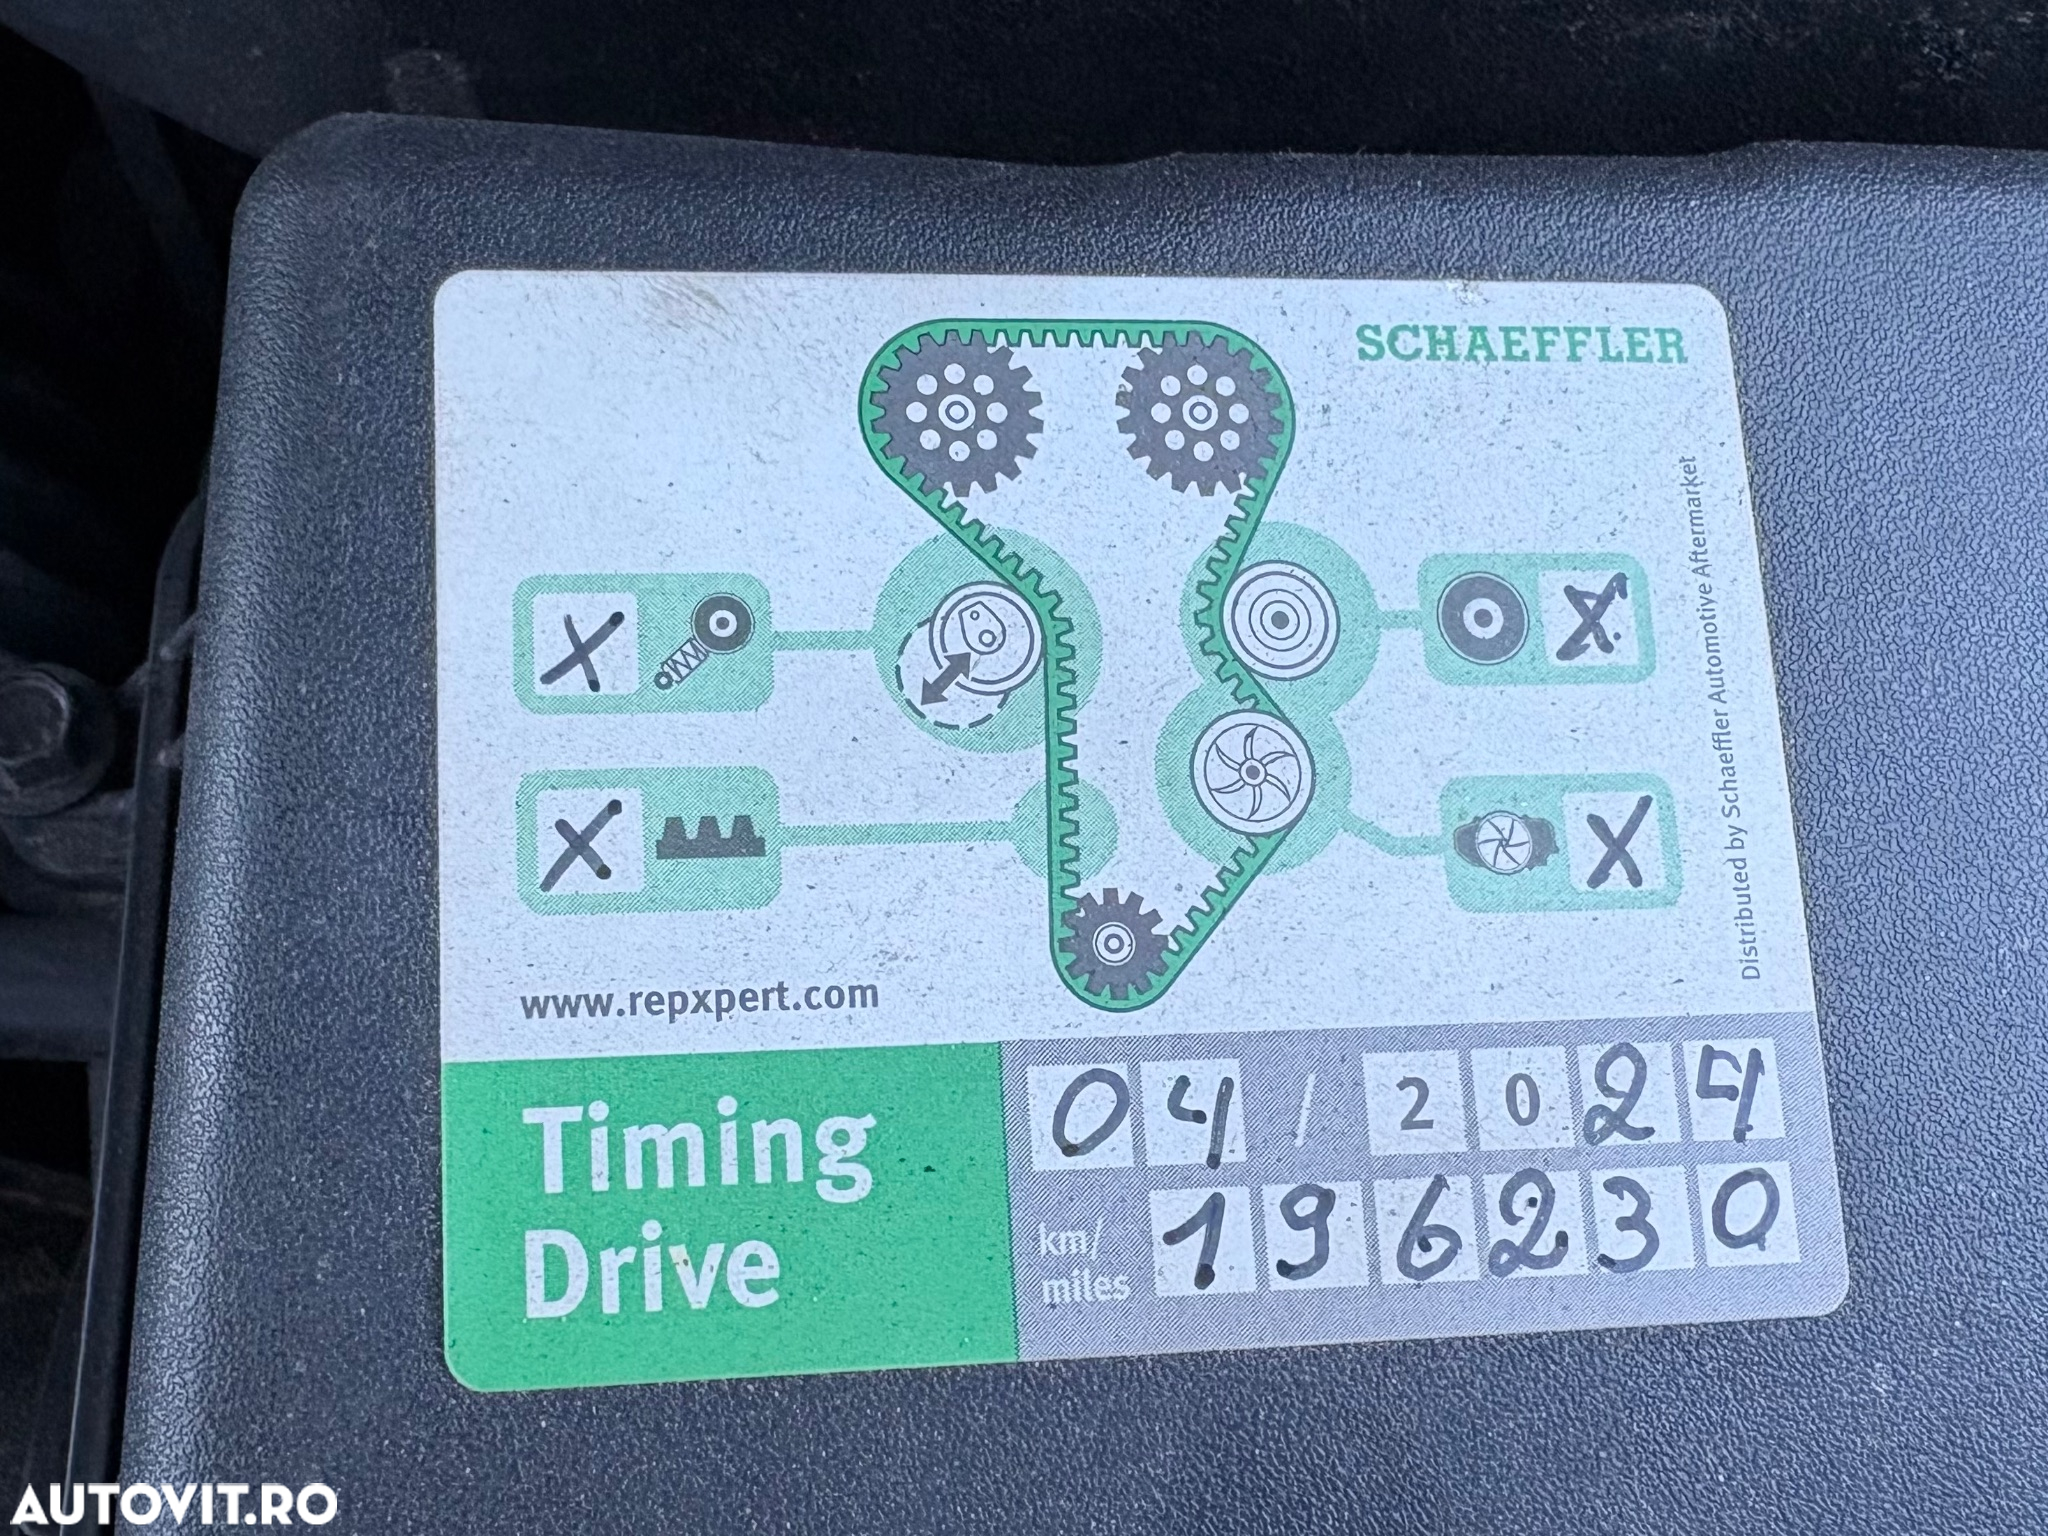 SCHAEFFLER
X
X
X
X
Distributed by Schaeffler Automotive Aftermarket
www.repxpert.com
Timing
Drive
04 / 2024
km/
miles
196230
AUTOVIT.RO